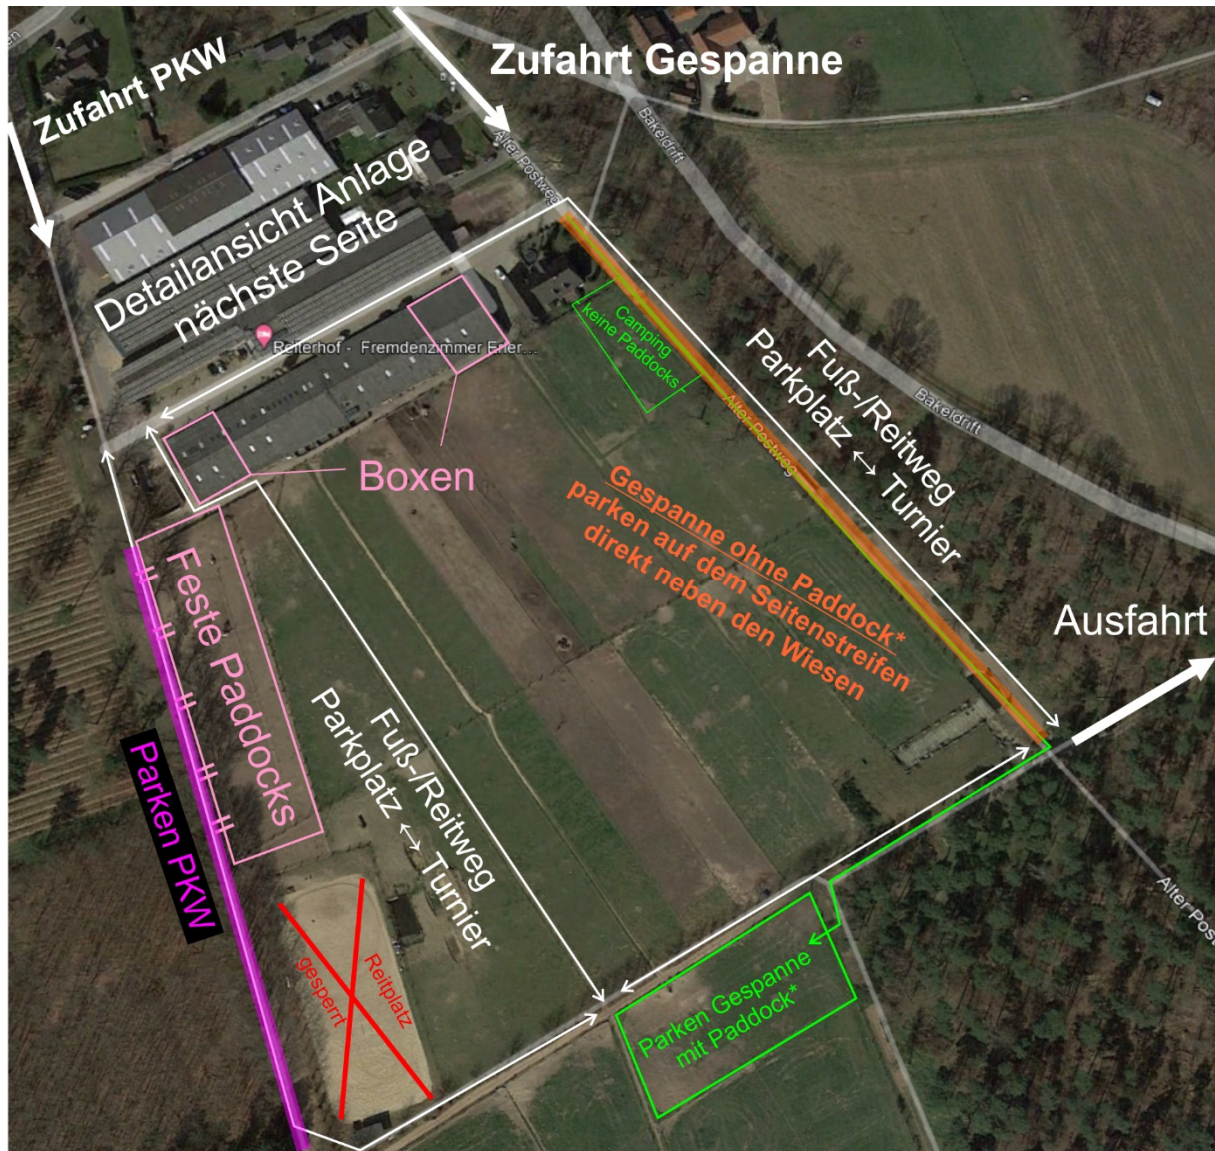 en
Zufahrt PKW
Zufahrt Gespanne
Alter Postweg
Bakeldrift
Detailansicht Anlage
nächste Seite
Reiterhof - Fremdenzimmer Erler...
Camping
- keine Paddocks -
Alter Postweg
Bakeldrift
Fuß-/Reitweg
Parkplatz ↔ Turnier
Boxen
Gespanne ohne Paddock*
parken auf dem Seitenstreifen
direkt neben den Wiesen
Ausfahrt
Feste Paddocks
Parken PKW
Fuß-/Reitweg
Parkplatz ↔ Turnier
Alter Post
Reitplatz
gesperrt
Parken Gespanne
mit Paddock*